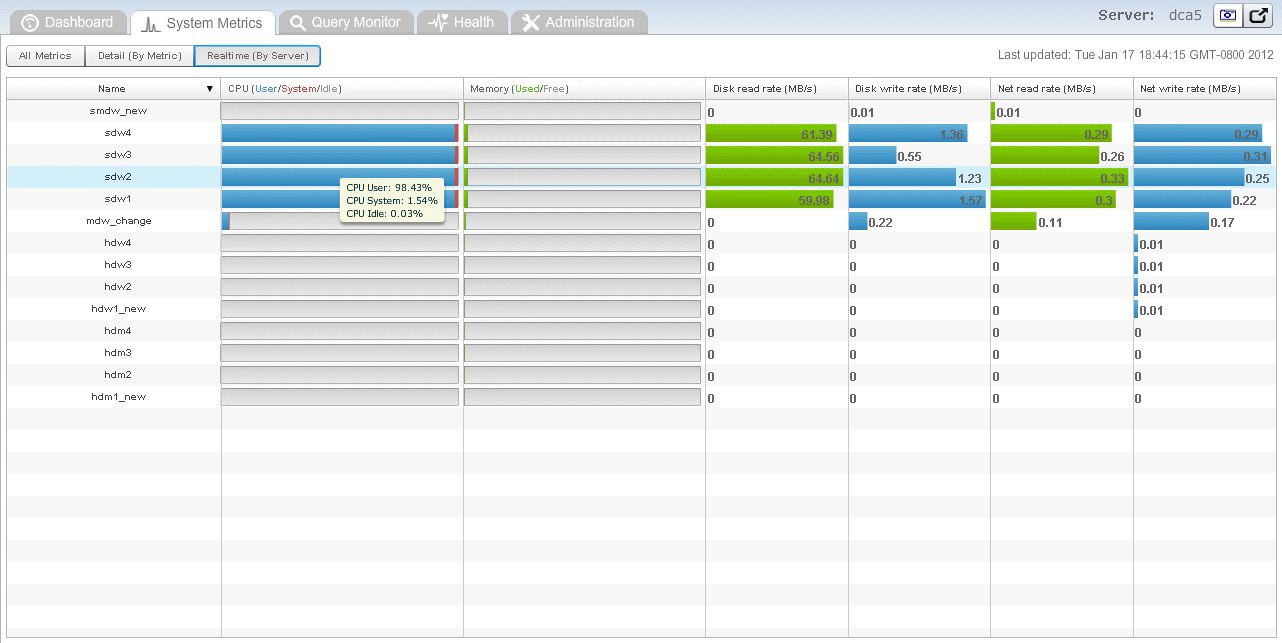 Dashboard System Metrics Query Monitor Health Administration Server: dca5
All Metrics Detail (By Metric) Realtime (By Server) Last updated: Tue Jan 17 18:44:15 GMT-0800 2012
Name ▼ CPU (User/System/Idle) Memory (Used/Free) Disk read rate (MB/s) Disk write rate (MB/s) Net read rate (MB/s) Net write rate (MB/s)
smdw_new 0 0.01 0.01 0
sdw4 61.39 1.36 0.29 0.29
sdw3 64.56 0.55 0.26 0.31
sdw2 64.64 1.23 0.33 0.25
CPU User: 98.43%
CPU System: 1.54%
CPU Idle: 0.03%
sdw1 59.98 1.57 0.3 0.22
mdw_change 0 0.22 0.11 0.17
hdw4 0 0 0 0.01
hdw3 0 0 0 0.01
hdw2 0 0 0 0.01
hdw1_new 0 0 0 0.01
hdm4 0 0 0 0
hdm3 0 0 0 0
hdm2 0 0 0 0
hdm1_new 0 0 0 0